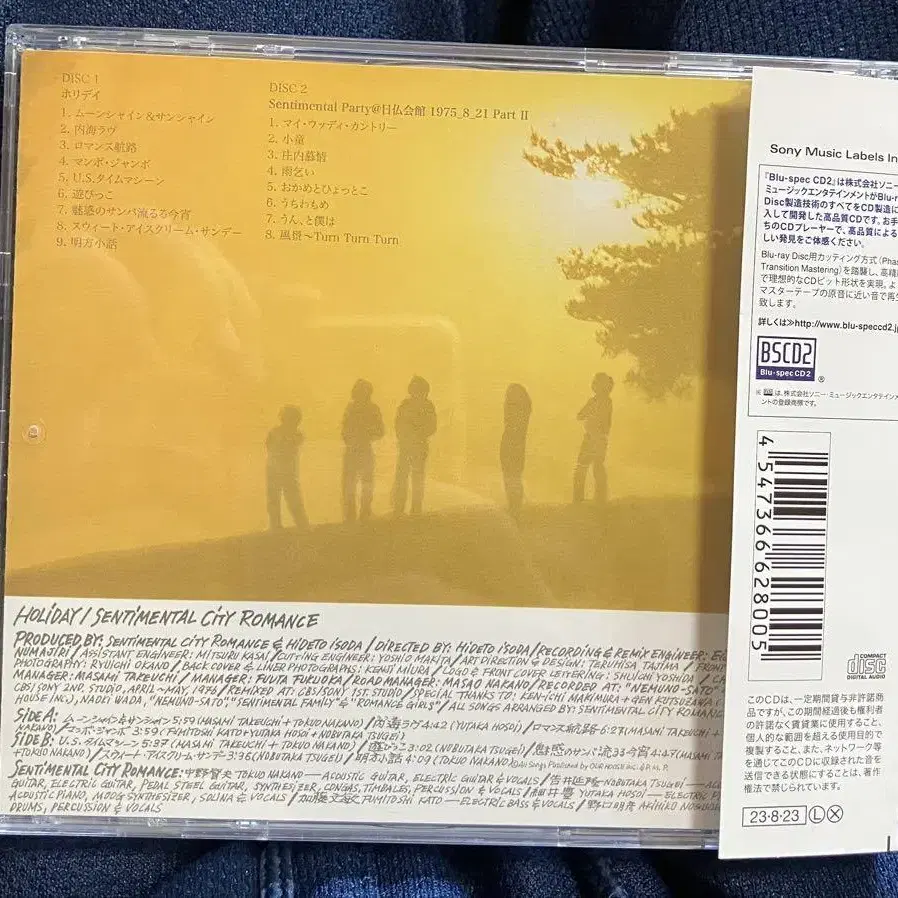 DISC 1
ホリデイ
1. ムーンシャイン&サンシャイン
2. 内海ラヴ
3. ロマンス航路
4. マンボ・ジャンボ
5. U.S.タイムマシーン
6. 遊びっこ
7. 魅惑のサンバ流るる今宵
8. スウィート・アイスクリーム・サンデー
9. 明方小話
DISC 2
Sentimental Party@日仏会館 1975_8_21 Part II
1. マイ・ウッディ・カントリー
2. 小童
3. 庄内慕情
4. 雨乞い
5. おかめとひょっとこ
6. うちわもめ
7. うん、と僕は
8. 風景~Turn Turn Turn
HOLIDAY / SENTIMENTAL CITY ROMANCE
PRODUCED BY: SENTIMENTAL CITY ROMANCE & HIDETO ISODA / DIRECTED BY: HIDETO ISODA / RECORDING & REMIX ENGINEER:
NUMAJIRI / ASSISTANT ENGINEER: MITSURU KASAI / CUTTING ENGINEER: YOSHIO MAKITA / ART DIRECTION & DESIGN: TERUHISA TAJIMA /
PHOTOGRAPHY: RYUICHI OKANO / BACK COVER & LINER PHOTOGRAPHS: KENJI MIURA / LOGO & FRONT COVER LETTERING: SHUICHI YOSHIDA /
MANAGER: MASAMI TAKEUCHI / MANAGER: FUUTA FUKUOKA / ROAD MANAGER: MASAO NAKANO / RECORDED AT: "NEMUNO-SATO"
CBS/SONY 2ND. STUDIO, APRIL~MAY, 1976 / REMIXED AT: CBS/SONY 1ST. STUDIO / SPECIAL THANKS TO: KEN-ICHI NAKIMURA + GEN KUTSUZAWA
HOUSE INC.), NAOKI WADA, "NEMUNO-SATO", "SENTIMENTAL FAMILY" & "ROMANCE GIRLS" / ALL SONGS ARRANGED BY: SENTIMENTAL CITY ROMANCE
SIDE A: ムーンシャイン&サンシャイン 5:59 (MASAMI TAKEUCHI + TOKUO NAKANO) / 内海ラヴ 4:42 (YUTAKA HOSOI) / ロマンス航路 6:27 (MASAMI TAKEUCHI +
NAKANO) / マンボ・ジャンボ 3:59 (FUMITOSHI KATO + YUTAKA HOSOI + NOBUTAKA TSUGEI)
SIDE B: U.S.タイムマシーン 5:37 (MASAMI TAKEUCHI + TOKUO NAKANO) / 遊びっこ 3:02 (NOBUTAKA TSUGEI) / 魅惑のサンバ流るる今宵 4:47 (MASAMI
+ TOKUO NAKANO) / スウィート・アイスクリーム・サンデー 3:36 (NOBUTAKA TSUGEI) / 明方小話 4:09 (TOKUO NAKANO)
SENTIMENTAL CITY ROMANCE: 中野督夫 TOKUO NAKANO — ACOUSTIC GUITAR, ELECTRIC GUITAR & VOCALS / 告井延隆 NOBUTAKA TSUGEI —
GUITAR, ELECTRIC GUITAR, PEDAL STEEL GUITAR, SYNTHESIZER, CONGAS, TIMBALES, PERCUSSION & VOCALS / 細井豊 YUTAKA HOSOI — ELECTRIC
ACOUSTIC PIANO, MOOG SYNTHESIZER, SOLINA & VOCALS / 加藤文敏 FUMITOSHI KATO — ELECTRIC BASS & VOCALS / 野口明彦 AKIHIKO
DRUMS, PERCUSSION & VOCALS
Sony Music Labels
『Blu-spec CD2』は株式会社ソニー・
ミュージックエンタテインメントが
Disc製造技術のすべてをCD製造に
入して開発した高品質CDです。お手
ちのCDプレーヤーで、高品質による
しい発見をご体感ください。
Blu-ray Disc用カッティング方式(Phas
Transition Mastering)を踏襲し、高精
で理想的なCDピット形状を実現。よ
マスターテープの原音に近い音で再生
致します。
詳しくは≫http://www.blu-speccd2.
BSCD2
Blu-spec CD2
®
は、株式会社ソニー・ミュージックエンタテイン
ントの登録商標です。
4547366628005
COMPACT
disc
DIGITAL AUDIO
このCDは、一定期間貸与非許諾商
品ですが、この期間経過後も権利者
の許諾なく賃貸業に使用すること、
個人的な範囲を超える使用目的で
複製すること、また、ネットワーク等
を通じてこのCDに収録された音を
送信できる状態にすることは、著作
権法で禁じられています。
23・8・23 L X